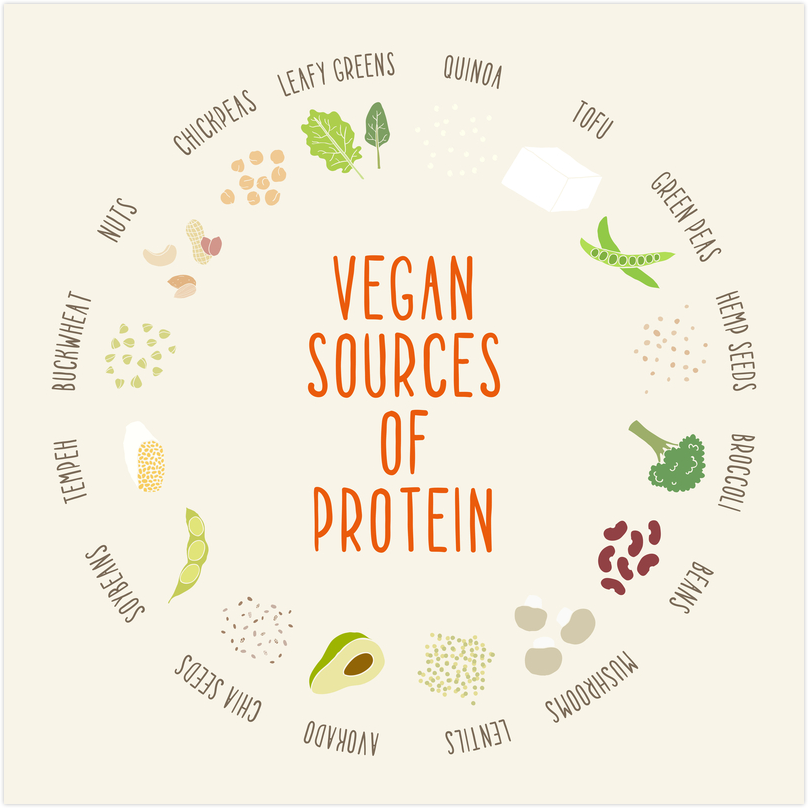 VEGAN
SOURCES
OF
PROTEIN
LEAFY GREENS
QUINOA
TOFU
GREEN PEAS
HEMP SEEDS
BROCCOLI
BEANS
MUSHROOMS
LENTILS
AVOKADO
CHIA SEEDS
SOYBEANS
TEMPEH
BUCKWHEAT
NUTS
CHICKPEAS